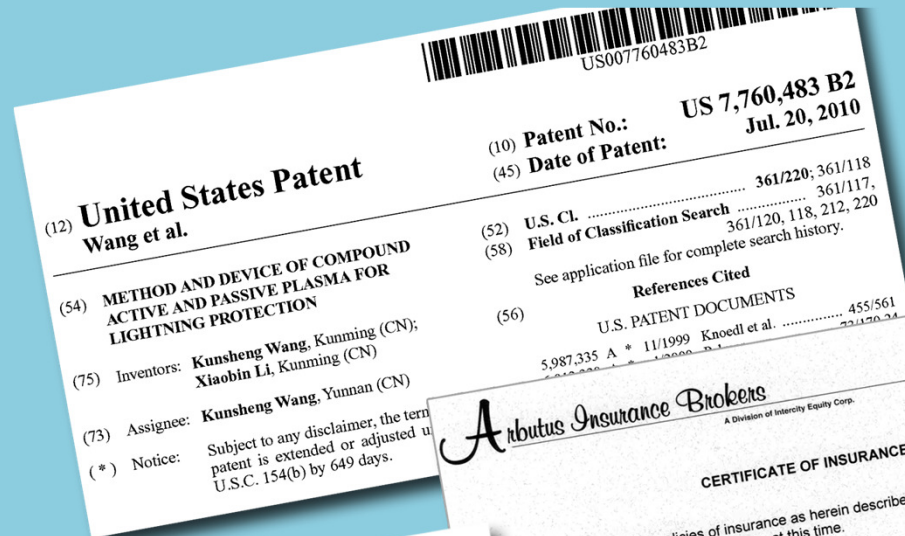 US007760483B2
(12) United States Patent
Wang et al.
(10) Patent No.: US 7,760,483 B2
(45) Date of Patent: Jul. 20, 2010
(54) METHOD AND DEVICE OF COMPOUND
ACTIVE AND PASSIVE PLASMA FOR
LIGHTNING PROTECTION
(75) Inventors: Kunsheng Wang, Kunming (CN);
Xiaobin Li, Kunming (CN)
(73) Assignee: Kunsheng Wang, Yunnan (CN)
(*) Notice: Subject to any disclaimer, the term
patent is extended or adjusted
U.S.C. 154(b) by 649 days.
(52) U.S. Cl. .................................... 361/220; 361/118
(58) Field of Classification Search ................ 361/117,
361/120, 118, 212, 220
See application file for complete search history.
(56) References Cited
U.S. PATENT DOCUMENTS
5,987,335 A * 11/1999 Knoedl et al. .............. 455/561
Arbutus Insurance Brokers
A Division of Intercity Equity Corp.
CERTIFICATE OF INSURANCE
of insurance as herein describe
this time.